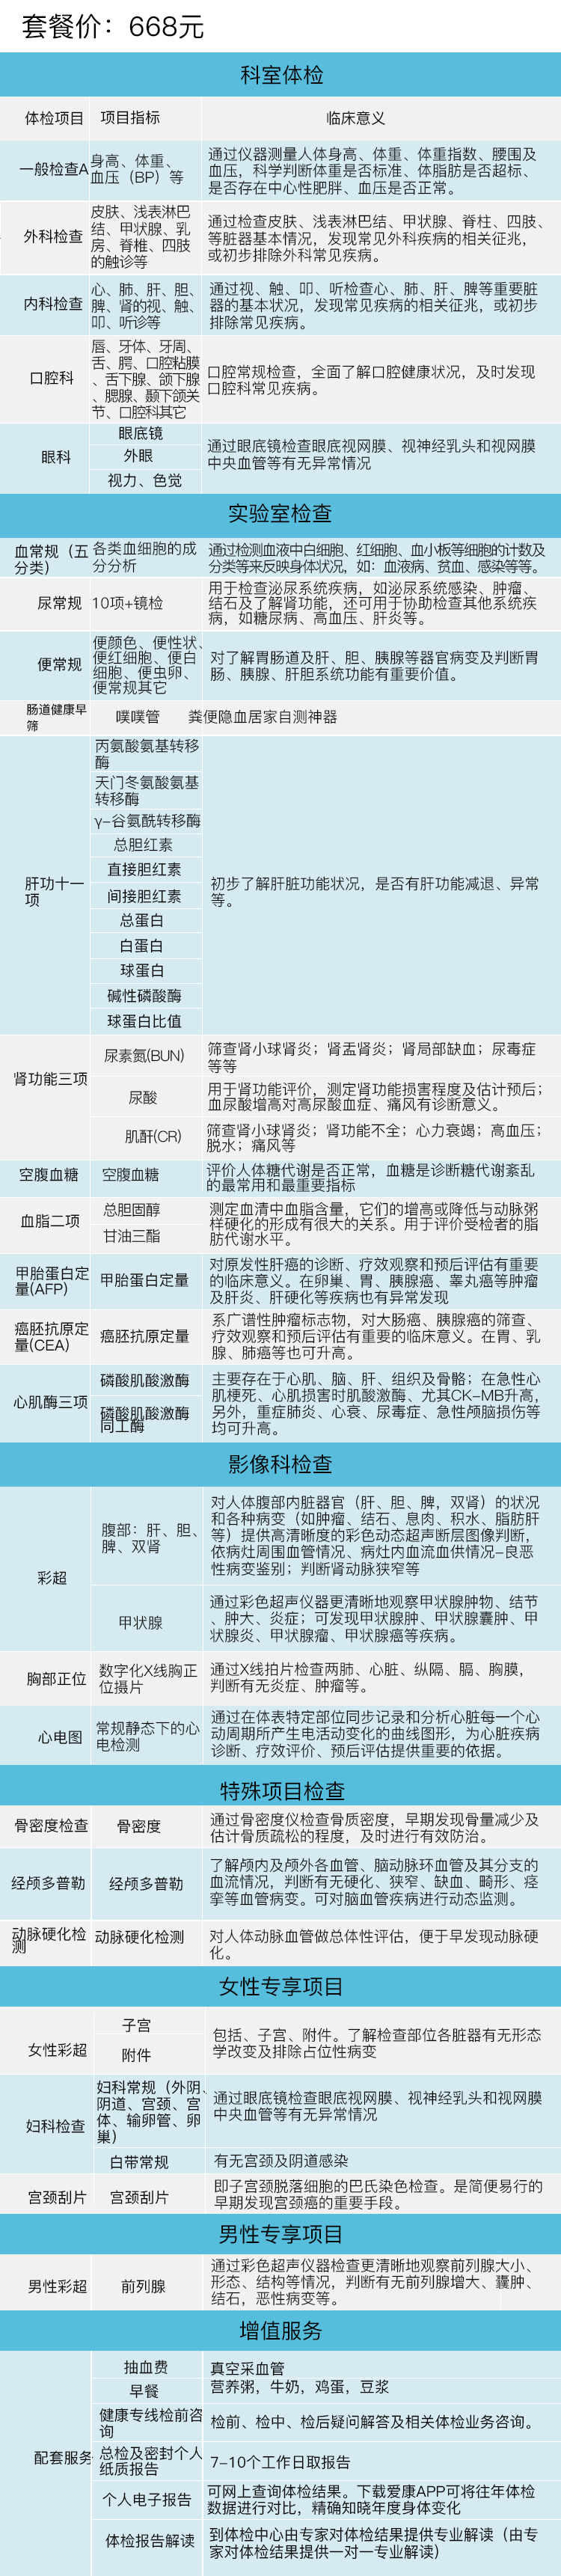 套餐价：668元
科室体检
体检项目 项目指标 临床意义
一般检查A
身高、体重、
血压（BP）等
通过仪器测量人体身高、体重、体重指数、腰围及
血压，科学判断体重是否标准、体脂肪是否超标、
是否存在中心性肥胖、血压是否正常。
外科检查
皮肤、浅表淋巴
结、甲状腺、乳
房、脊椎、四肢
的触诊等
通过检查皮肤、浅表淋巴结、甲状腺、脊柱、四肢、
等脏器基本情况，发现常见外科疾病的相关征兆，
或初步排除外科常见疾病。
内科检查
心、肺、肝、胆、
脾、肾的视、触、
叩、听诊等
通过视、触、叩、听检查心、肺、肝、脾等重要脏
器的基本状况，发现常见疾病的相关征兆，或初步
排除常见疾病。
口腔科
唇、牙体、牙周、
舌、腭、口腔粘膜
、舌下腺、颌下腺
、腮腺、颞下颌关
节、口腔科其它
口腔常规检查，全面了解口腔健康状况，及时发现
口腔科常见疾病。
眼科
眼底镜
外眼
视力、色觉
通过眼底镜检查眼底视网膜、视神经乳头和视网膜
中央血管等有无异常情况
实验室检查
血常规（五
分类）
各类血细胞的成
分分析
通过检测血液中白细胞、红细胞、血小板等细胞的计数及
分类等来反映身体状况，如：血液病、贫血、感染等等。
尿常规
10项+镜检
用于检查泌尿系统疾病，如泌尿系统感染、肿瘤、
结石及了解肾功能，还可用于协助检查其他系统疾
病，如糖尿病、高血压、肝炎等。
便常规
便颜色、便性状、
便红细胞、便白
细胞、便虫卵、
便常规其它
对了解胃肠道及肝、胆、胰腺等器官病变及判断胃
肠、胰腺、肝胆系统功能有重要价值。
肠道健康早
筛
噗噗管 粪便隐血居家自测神器
肝功十一
项
丙氨酸氨基转移
酶
天门冬氨酸氨基
转移酶
γ-谷氨酰转移酶
总胆红素
直接胆红素
间接胆红素
总蛋白
白蛋白
球蛋白
碱性磷酸酶
球蛋白比值
初步了解肝脏功能状况，是否有肝功能减退、异常
等。
肾功能三项
尿素氮(BUN)
筛查肾小球肾炎；肾盂肾炎；肾局部缺血；尿毒症
等等
尿酸
用于肾功能评价，测定肾功能损害程度及估计预后；
血尿酸增高对高尿酸血症、痛风有诊断意义。
肌酐(CR)
筛查肾小球肾炎；肾功能不全；心力衰竭；高血压；
脱水；痛风等
空腹血糖
空腹血糖
评价人体糖代谢是否正常，血糖是诊断糖代谢紊乱
的最常用和最重要指标
血脂二项
总胆固醇
甘油三酯
测定血清中血脂含量，它们的增高或降低与动脉粥
样硬化的形成有很大的关系。用于评价受检者的脂
肪代谢水平。
甲胎蛋白定
量(AFP)
甲胎蛋白定量
对原发性肝癌的诊断、疗效观察和预后评估有重要
的临床意义。在卵巢、胃、胰腺癌、睾丸癌等肿瘤
及肝炎、肝硬化等疾病也有异常发现
癌胚抗原定
量(CEA)
癌胚抗原定量
系广谱性肿瘤标志物，对大肠癌、胰腺癌的筛查、
疗效观察和预后评估有重要的临床意义。在胃、乳
腺、肺癌等也可升高。
心肌酶三项
磷酸肌酸激酶
磷酸肌酸激酶
同工酶
主要存在于心肌、脑、肝、组织及骨骼；在急性心
肌梗死、心肌损害时肌酸激酶、尤其CK-MB升高，
另外，重症肺炎、心衰、尿毒症、急性颅脑损伤等
均可升高。
影像科检查
彩超
腹部：肝、胆、
脾、双肾
对人体腹部内脏器官（肝、胆、脾，双肾）的状况
和各种病变（如肿瘤、结石、息肉、积水、脂肪肝
等）提供高清晰度的彩色动态超声断层图像判断，
依病灶周围血管情况、病灶内血流血供情况-良恶
性病变鉴别；判断肾动脉狭窄等
甲状腺
通过彩色超声仪器更清晰地观察甲状腺肿物、结节
、肿大、炎症；可发现甲状腺肿、甲状腺囊肿、甲
状腺炎、甲状腺瘤、甲状腺癌等疾病。
胸部正位
数字化X线胸正
位摄片
通过X线拍片检查两肺、心脏、纵隔、膈、胸膜，
判断有无炎症、肿瘤等。
心电图
常规静态下的心
电检测
通过在体表特定部位同步记录和分析心脏每一个心
动周期所产生电活动变化的曲线图形，为心脏疾病
诊断、疗效评价、预后评估提供重要的依据。
特殊项目检查
骨密度检查
骨密度
通过骨密度仪检查骨质密度，早期发现骨量减少及
估计骨质疏松的程度，及时进行有效防治。
经颅多普勒
经颅多普勒
了解颅内及颅外各血管、脑动脉环血管及其分支的
血流情况，判断有无硬化、狭窄、缺血、畸形、痉
挛等血管病变。可对脑血管疾病进行动态监测。
动脉硬化检
测
动脉硬化检测
对人体动脉血管做总体性评估，便于早发现动脉硬
化。
女性专享项目
女性彩超
子宫
附件
包括、子宫、附件。了解检查部位各脏器有无形态
学改变及排除占位性病变
妇科检查
妇科常规（外阴、
阴道、宫颈、宫
体、输卵管、卵
巢）
通过眼底镜检查眼底视网膜、视神经乳头和视网膜
中央血管等有无异常情况
白带常规
有无宫颈及阴道感染
宫颈刮片
宫颈刮片
即子宫颈脱落细胞的巴氏染色检查。是简便易行的
早期发现宫颈癌的重要手段。
男性专享项目
男性彩超
前列腺
通过彩色超声仪器检查更清晰地观察前列腺大小、
形态、结构等情况，判断有无前列腺增大、囊肿、
结石，恶性病变等。
增值服务
配套服务
抽血费
真空采血管
早餐
营养粥，牛奶，鸡蛋，豆浆
健康专线检前咨
询
检前、检中、检后疑问解答及相关体检业务咨询。
总检及密封个人
纸质报告
7-10个工作日取报告
个人电子报告
可网上查询体检结果。下载爱康APP可将往年体检
数据进行对比，精确知晓年度身体变化
体检报告解读
到体检中心由专家对体检结果提供专业解读（由专
家对体检结果提供一对一专业解读）